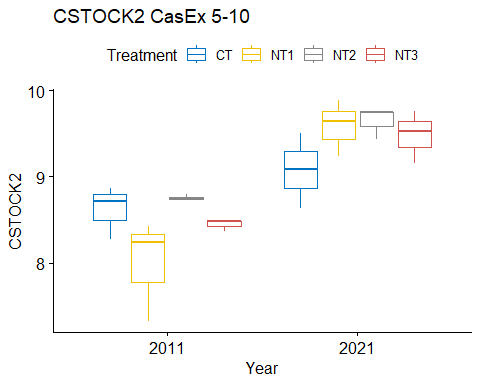 CSTOCK2 CasEx 5-10
Treatment CT NT1 NT2 NT3
10
9
8
CSTOCK2
2011 2021
Year